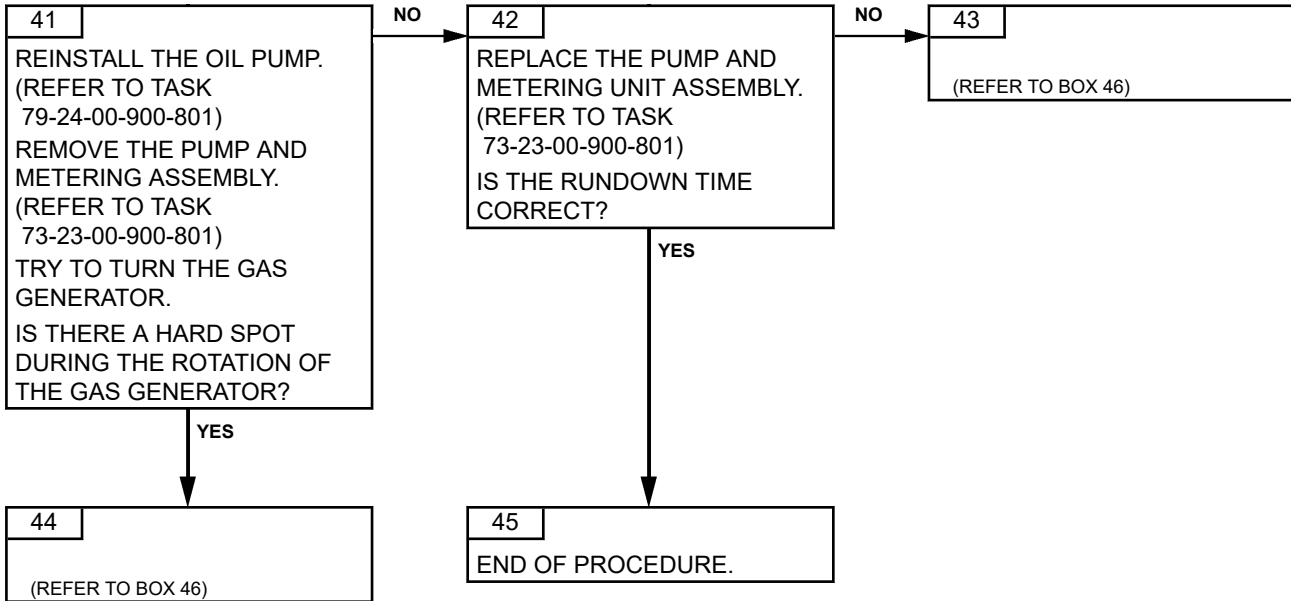 41
REINSTALL THE OIL PUMP.
(REFER TO TASK
79-24-00-900-801)
REMOVE THE PUMP AND
METERING ASSEMBLY.
(REFER TO TASK
73-23-00-900-801)
TRY TO TURN THE GAS
GENERATOR.
IS THERE A HARD SPOT
DURING THE ROTATION OF
THE GAS GENERATOR?
NO
42
REPLACE THE PUMP AND
METERING UNIT ASSEMBLY.
(REFER TO TASK
73-23-00-900-801)
IS THE RUNDOWN TIME
CORRECT?
NO
43
(REFER TO BOX 46)
YES
YES
44
(REFER TO BOX 46)
45
END OF PROCEDURE.